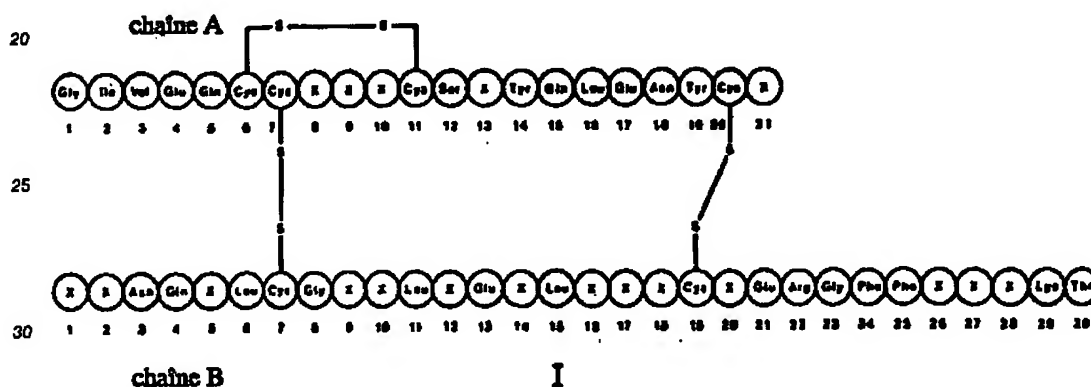 20 chaîne A
S S
Gly Ile Val Glu Gln Cys Cys X X X Cys Ser X Tyr Gln Leu Glu Asn Tyr Cys X
1 2 3 4 5 6 7 8 9 10 11 12 13 14 15 16 17 18 19 20 21
S S
25
S S
X X Asn Gln X Leu Cys Gly X X Leu X Glu X Leu X X X Cys X Glu Arg Gly Phe Phe X X X Lys Thr
30 1 2 3 4 5 6 7 8 9 10 11 12 13 14 15 16 17 18 19 20 21 22 23 24 25 26 27 28 29 30
chaîne B I